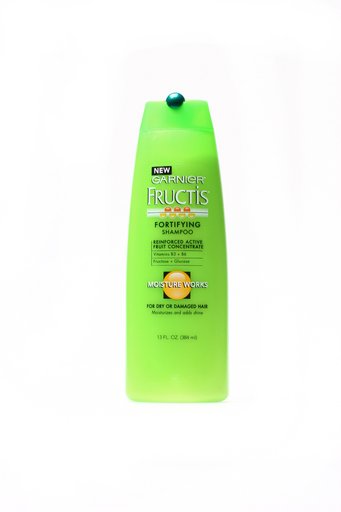 NEW
GARNIER
FRUCTIS
FORTIFYING
SHAMPOO
REINFORCED ACTIVE
FRUIT CONCENTRATE
Vitamins B3 + B6
Fructose + Glucose
MOISTURE WORKS
FOR DRY OR DAMAGED HAIR
Moisturizes and adds shine
13 FL. OZ. (384 ml)